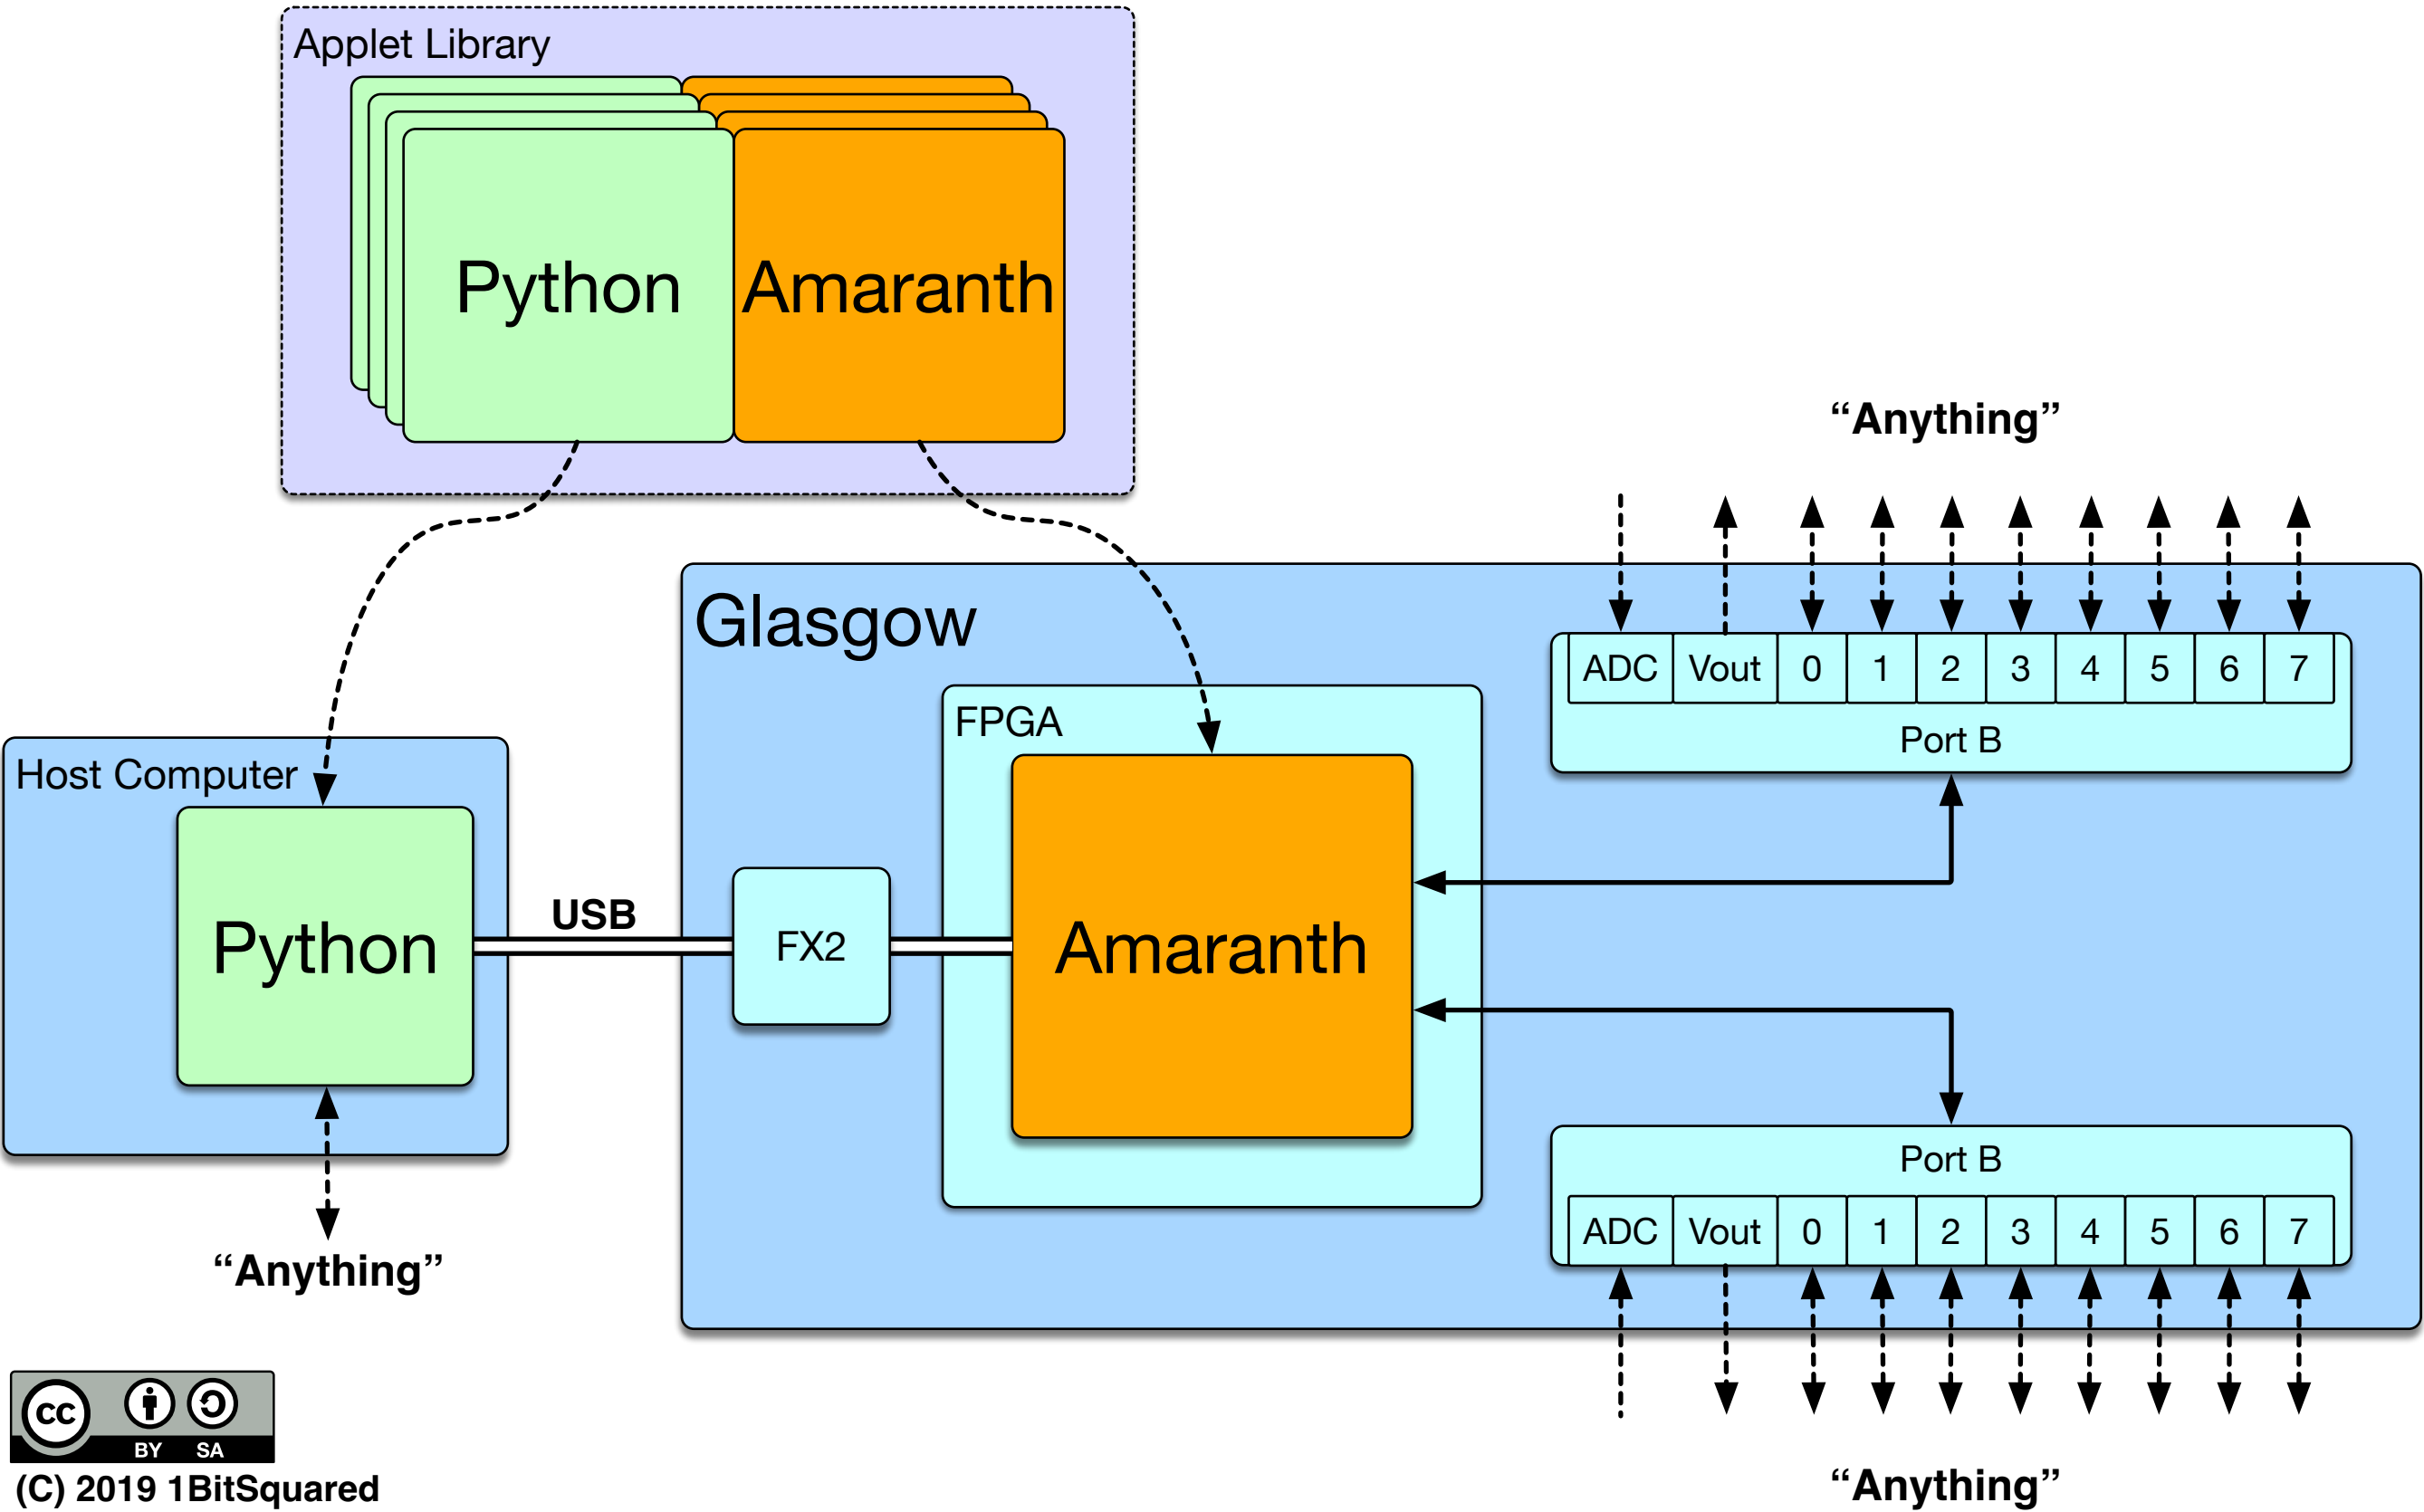 Applet Library
Python
Amaranth
“Anything”
Glasgow
ADC Vout 0 1 2 3 4 5 6 7
Port B
FPGA
Host Computer
Python
USB
FX2
Amaranth
Port B
ADC Vout 0 1 2 3 4 5 6 7
“Anything”
“Anything”
cc
BY SA
(C) 2019 1BitSquared